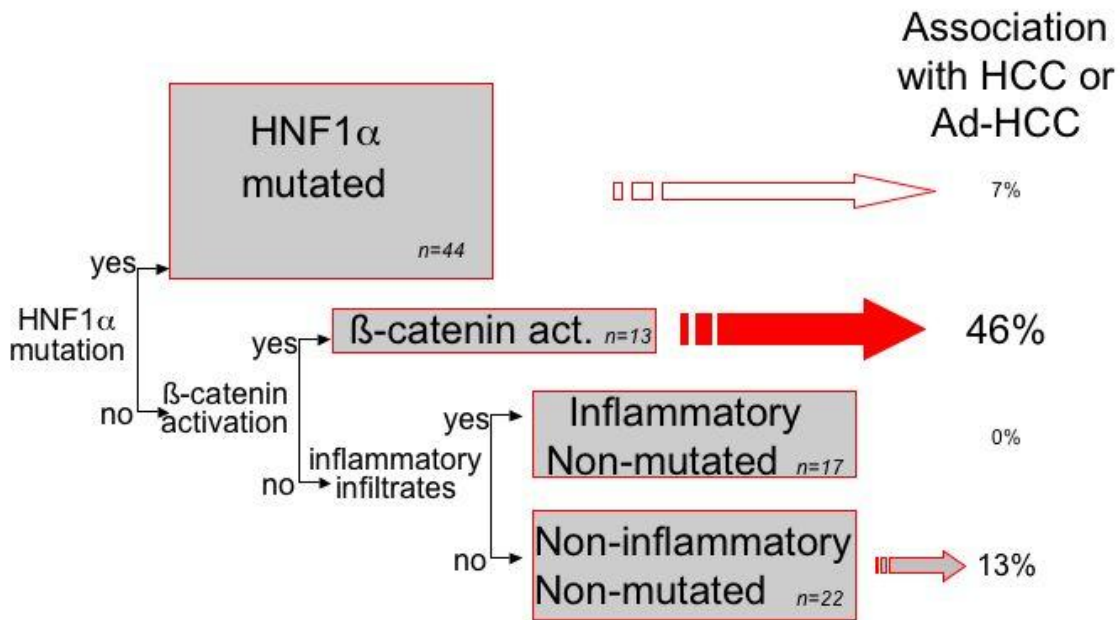 Association
with HCC or
Ad-HCC
HNF1α
mutated
n=44
7%
yes
HNF1α
mutation
no
ß-catenin
activation
yes
ß-catenin act. n=13
46%
no
inflammatory
infiltrates
yes
Inflammatory
Non-mutated n=17
0%
no
Non-inflammatory
Non-mutated n=22
13%